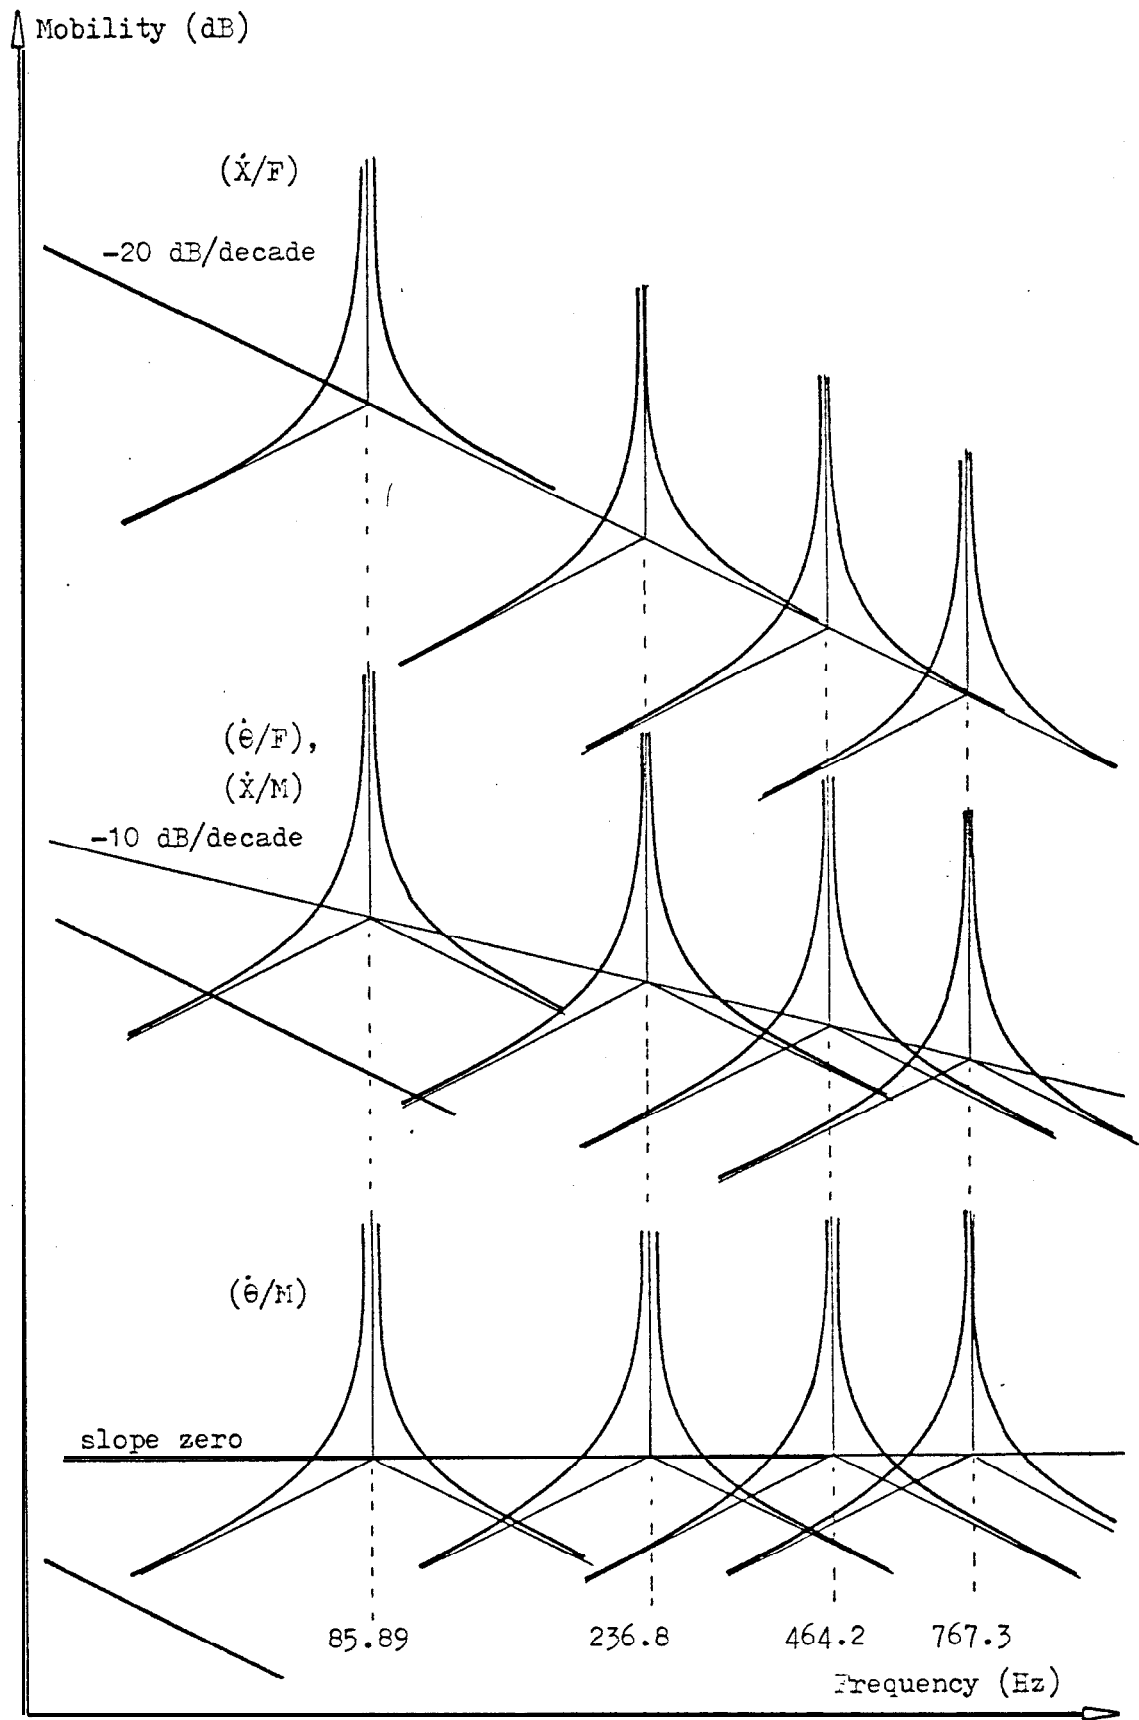 Mobility (dB)
(Ẋ/F)
-20 dB/decade
(θ̇/F),
(Ẋ/M)
-10 dB/decade
(θ̇/M)
slope zero
85.89 236.8 464.2 767.3
Frequency (Hz)